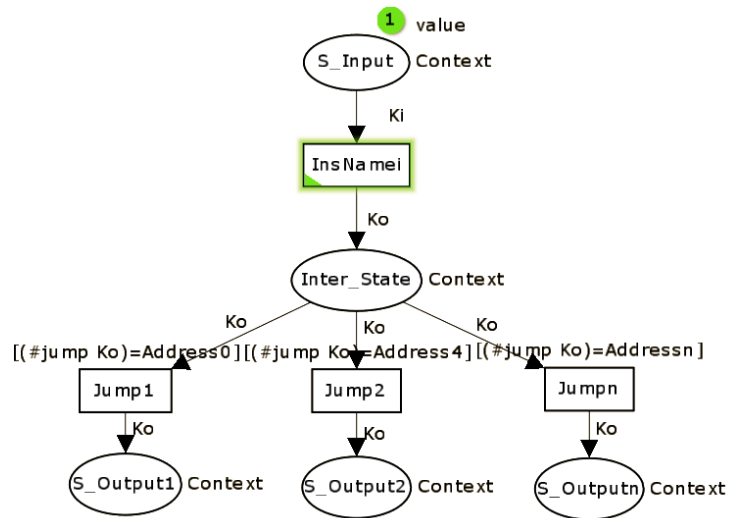 1 value
S_Input Context
Ki
InsNamei
Ko
Inter_State Context
Ko Ko Ko
[(#jump Ko)=Address0] [(#jump Ko)=Address4] [(#jump Ko)=Addressn]
Jump1 Jump2 Jumpn
Ko Ko Ko
S_Output1 Context S_Output2 Context S_Outputn Context